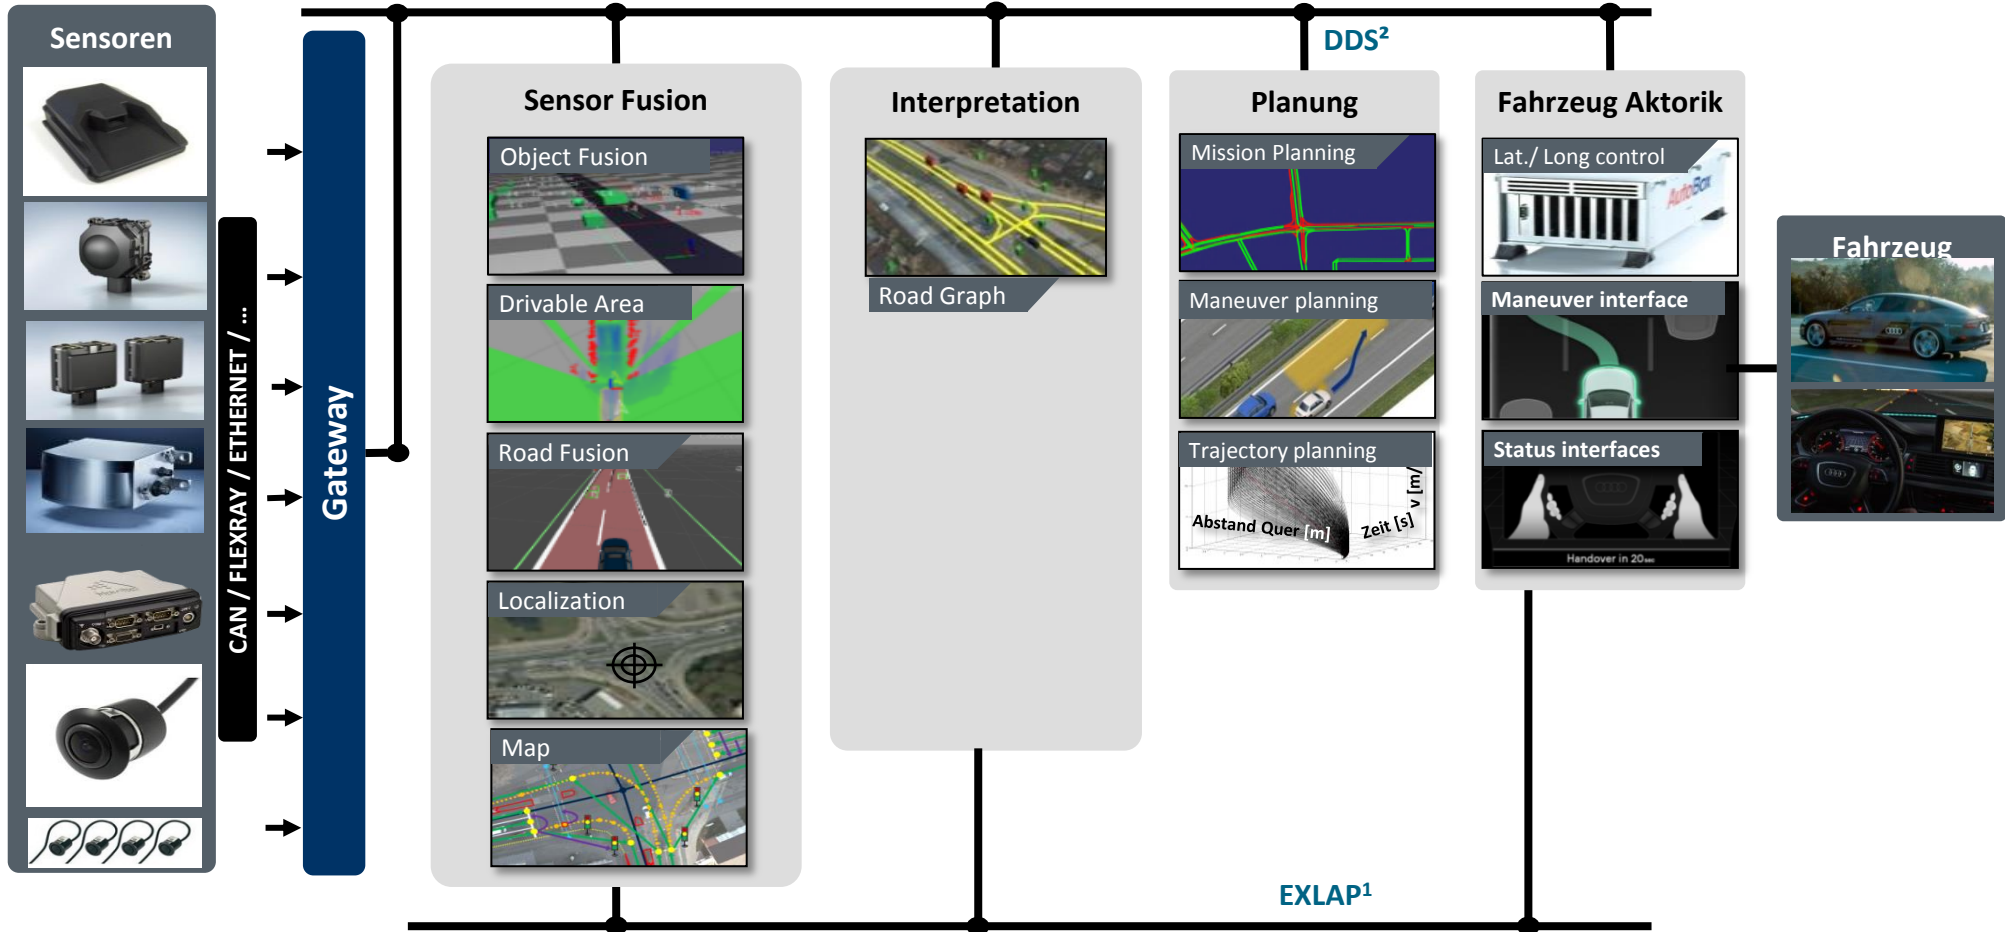 Sensoren
CAN / FLEXRAY / ETHERNET / ...
Gateway
DDS²
Sensor Fusion
Object Fusion
Drivable Area
Road Fusion
Localization
Map
Interpretation
Road Graph
Planung
Mission Planning
Maneuver planning
Trajectory planning
Abstand Quer [m]
Zeit [s]
v [m/
Fahrzeug Aktorik
Lat./ Long control
AutoBox
Maneuver interface
Status interfaces
Handover in 20 sec
Fahrzeug
EXLAP¹